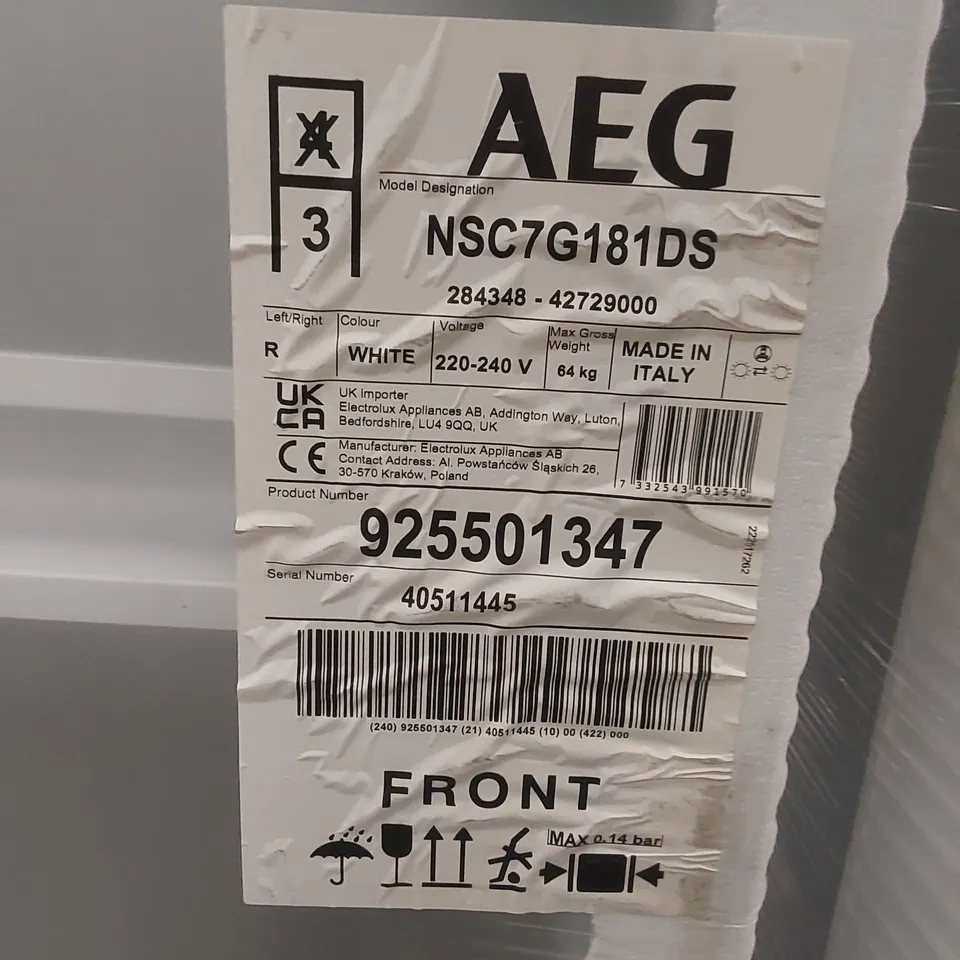 AEG
4
3
Model Designation
NSC7G181DS
284348 - 42729000
Left/Right
R
Colour
WHITE
Voltage
220-240 V
Max Gross
Weight
64 kg
MADE IN
ITALY
UK
CA
UK Importer
Electrolux Appliances AB, Addington Way, Luton,
Bedfordshire, LU4 9QQ, UK
CE
Manufacturer: Electrolux Appliances AB
Contact Address: Al. Powstańców Śląskich 26,
30-570 Kraków, Poland
7 332543 991570
Product Number
925501347
Serial Number
40511445
(240) 925501347 (21) 40511445 (10) 00 (422) 000
FRONT
MAX 0.14 bar